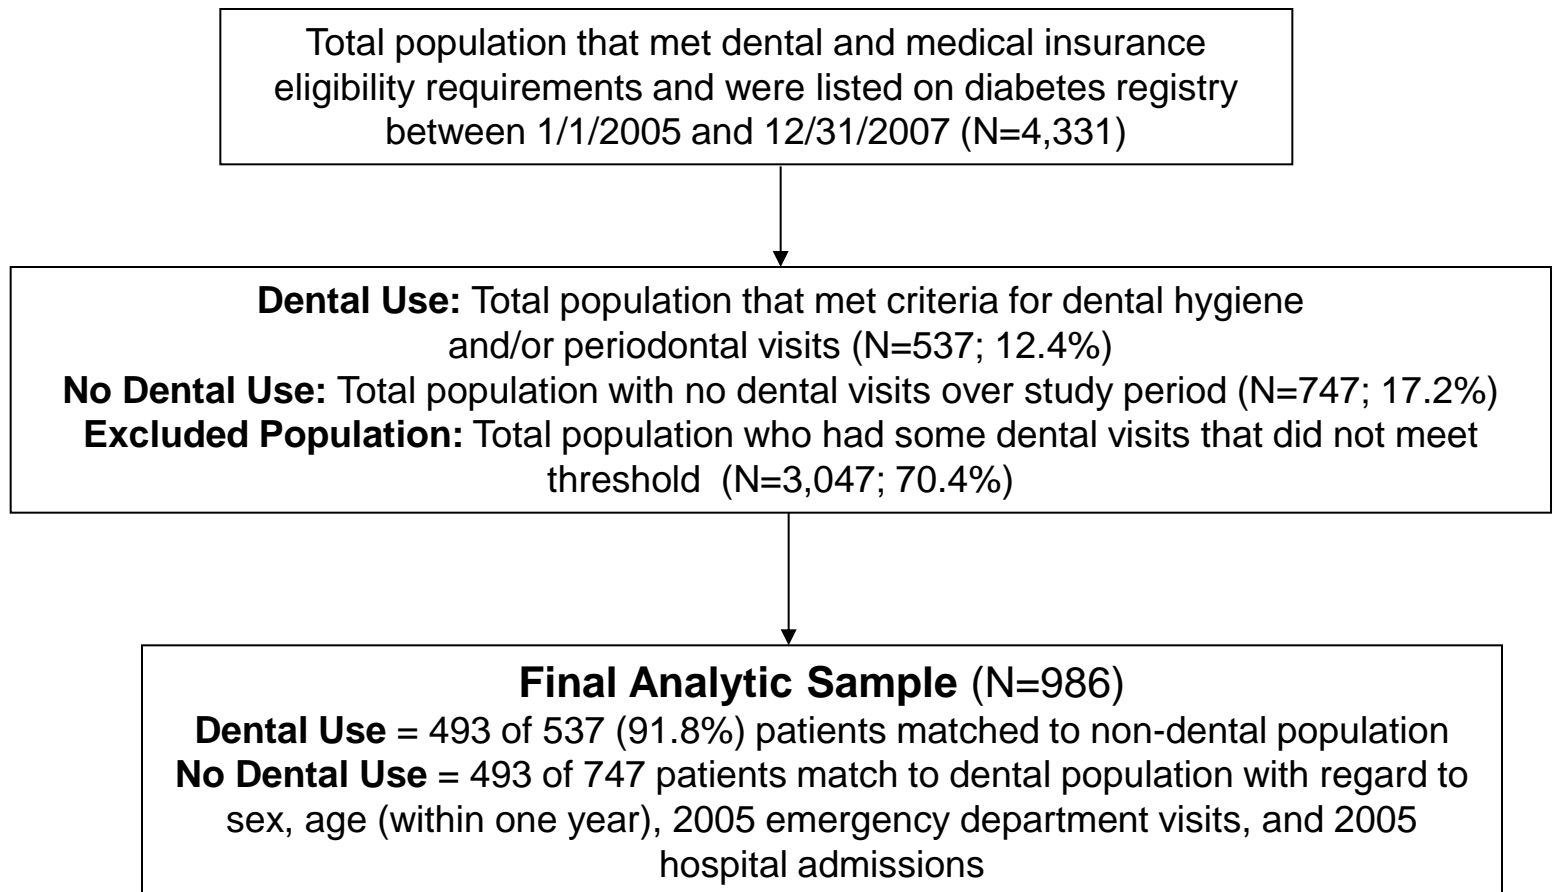 Total population that met dental and medical insurance
eligibility requirements and were listed on diabetes registry
between 1/1/2005 and 12/31/2007 (N=4,331)
Dental Use: Total population that met criteria for dental hygiene
and/or periodontal visits (N=537; 12.4%)
No Dental Use: Total population with no dental visits over study period (N=747; 17.2%)
Excluded Population: Total population who had some dental visits that did not meet
threshold (N=3,047; 70.4%)
Final Analytic Sample (N=986)
Dental Use = 493 of 537 (91.8%) patients matched to non-dental population
No Dental Use = 493 of 747 patients match to dental population with regard to
sex, age (within one year), 2005 emergency department visits, and 2005
hospital admissions